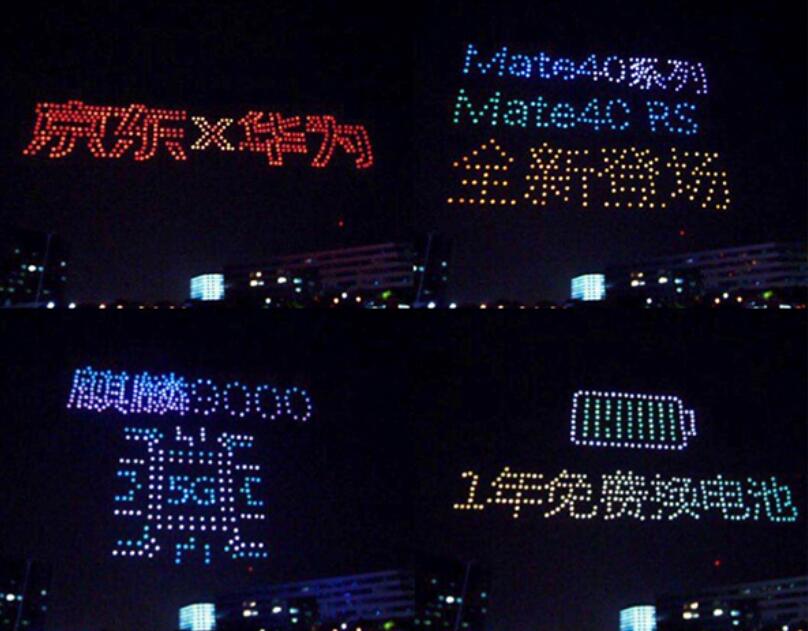 京东x华为
Mate40系列
Mate40 RS
全新登场
麒麟9000
5G
1年免费换电池